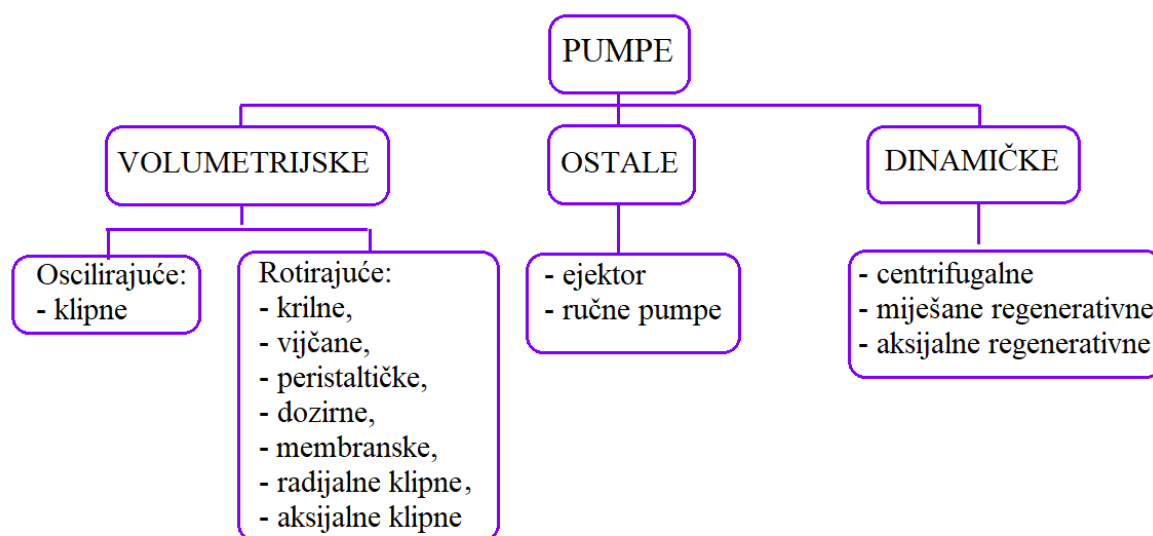 PUMPE
VOLUMETRIJSKE
OSTALE
DINAMIČKE
Oscilirajuće:
- klipne
Rotirajuće:
- krilne,
- vijčane,
- peristaltičke,
- dozirne,
- membranske,
- radijalne klipne,
- aksijalne klipne
- ejektor
- ručne pumpe
- centrifugalne
- miješane regenerativne
- aksijalne regenerativne